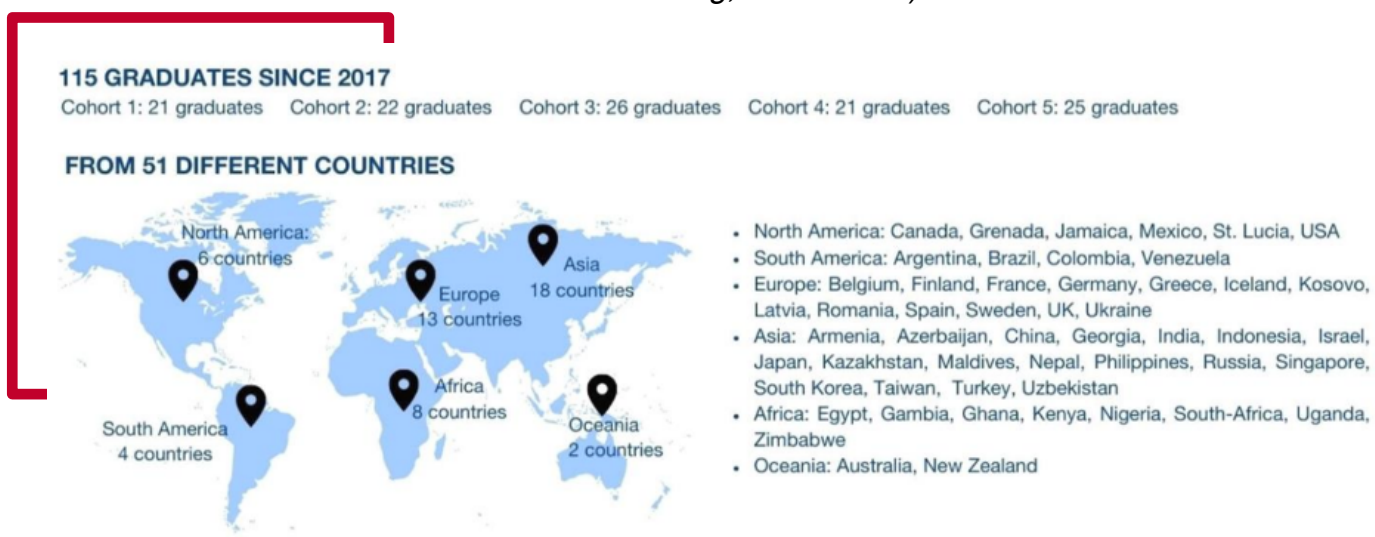 115 GRADUATES SINCE 2017
Cohort 1: 21 graduates Cohort 2: 22 graduates Cohort 3: 26 graduates Cohort 4: 21 graduates Cohort 5: 25 graduates
FROM 51 DIFFERENT COUNTRIES
North America:
6 countries
Asia
18 countries
Europe
13 countries
Africa
8 countries
South America
4 countries
Oceania
2 countries
• North America: Canada, Grenada, Jamaica, Mexico, St. Lucia, USA
• South America: Argentina, Brazil, Colombia, Venezuela
• Europe: Belgium, Finland, France, Germany, Greece, Iceland, Kosovo,
Latvia, Romania, Spain, Sweden, UK, Ukraine
• Asia: Armenia, Azerbaijan, China, Georgia, India, Indonesia, Israel,
Japan, Kazakhstan, Maldives, Nepal, Philippines, Russia, Singapore,
South Korea, Taiwan, Turkey, Uzbekistan
• Africa: Egypt, Gambia, Ghana, Kenya, Nigeria, South-Africa, Uganda,
Zimbabwe
• Oceania: Australia, New Zealand